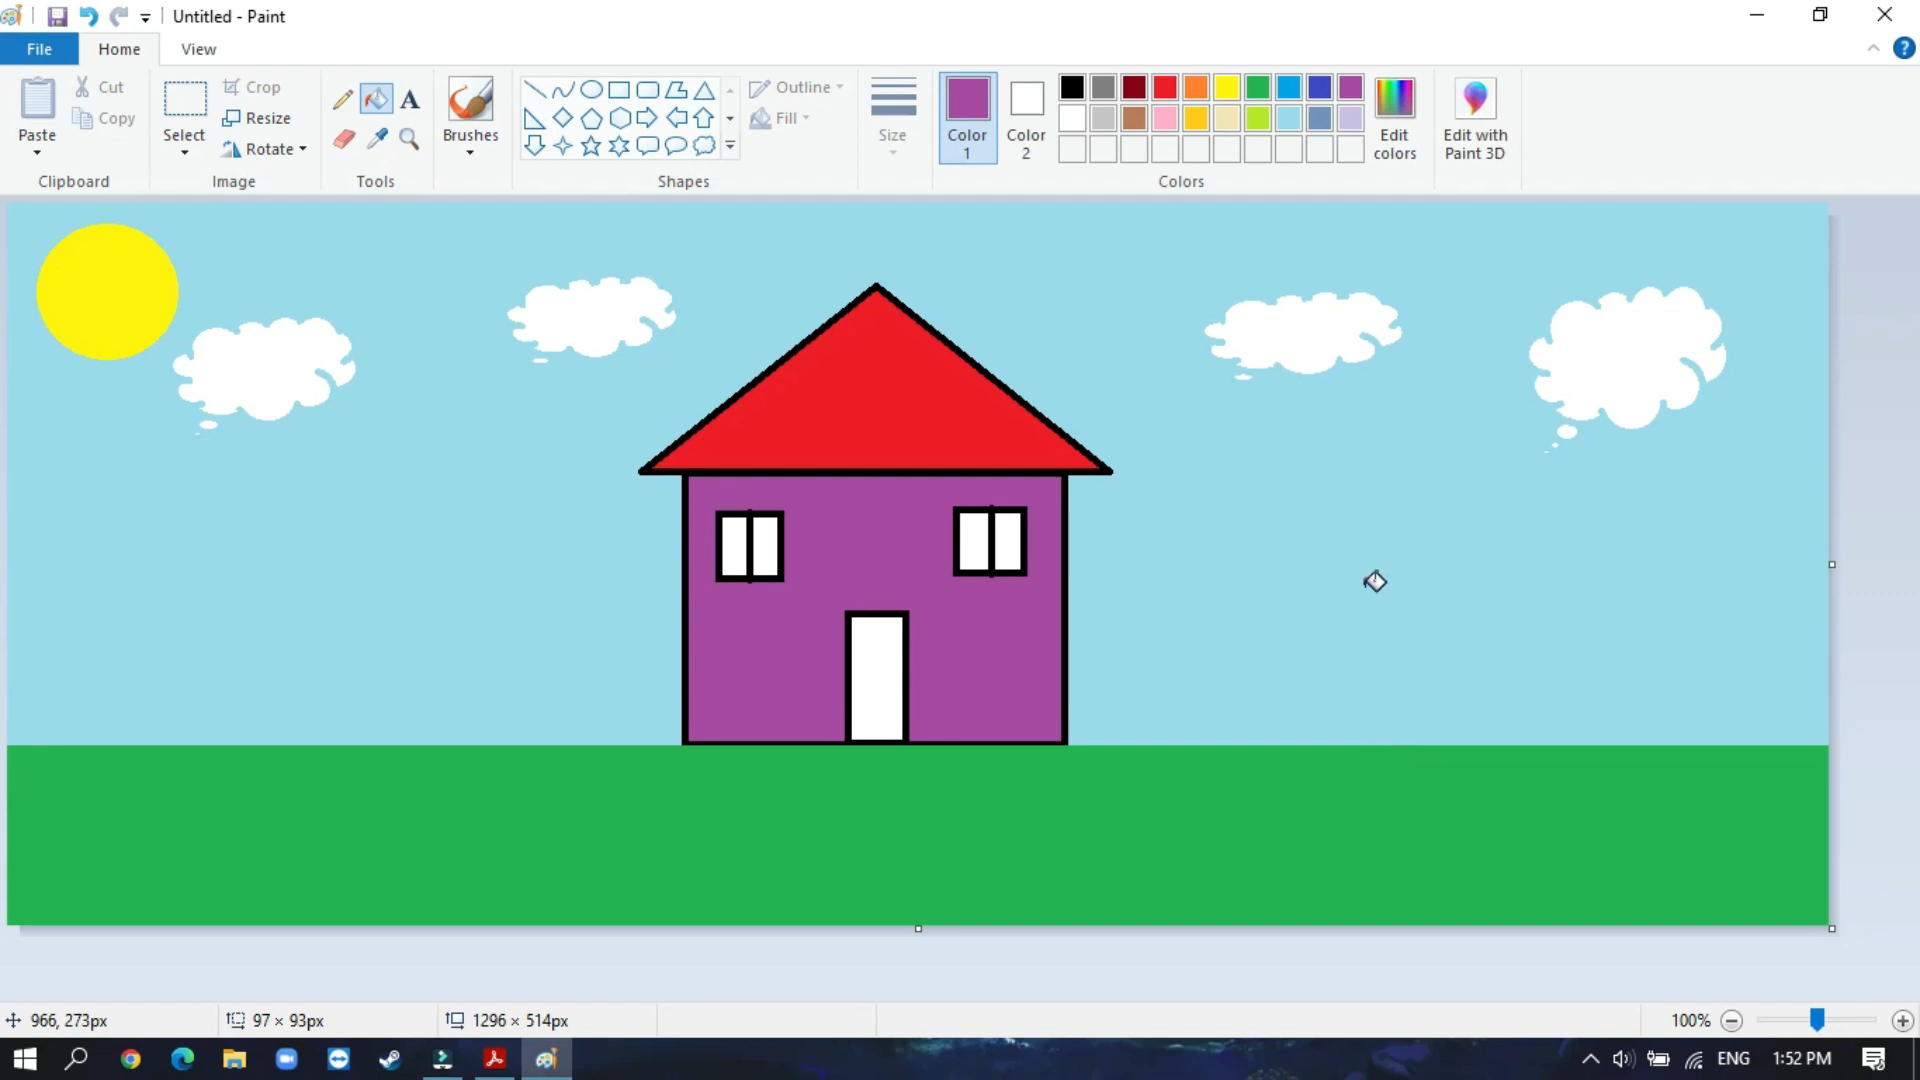 Untitled - Paint
File Home View
Paste
Cut
Copy
Clipboard
Select
Crop
Resize
Rotate
Image
A
Tools
Brushes
Shapes
Outline
Fill
Size
Color 1
Color 2
Edit colors
Colors
Edit with Paint 3D
966, 273px 97 × 93px 1296 × 514px 100%
ENG 1:52 PM